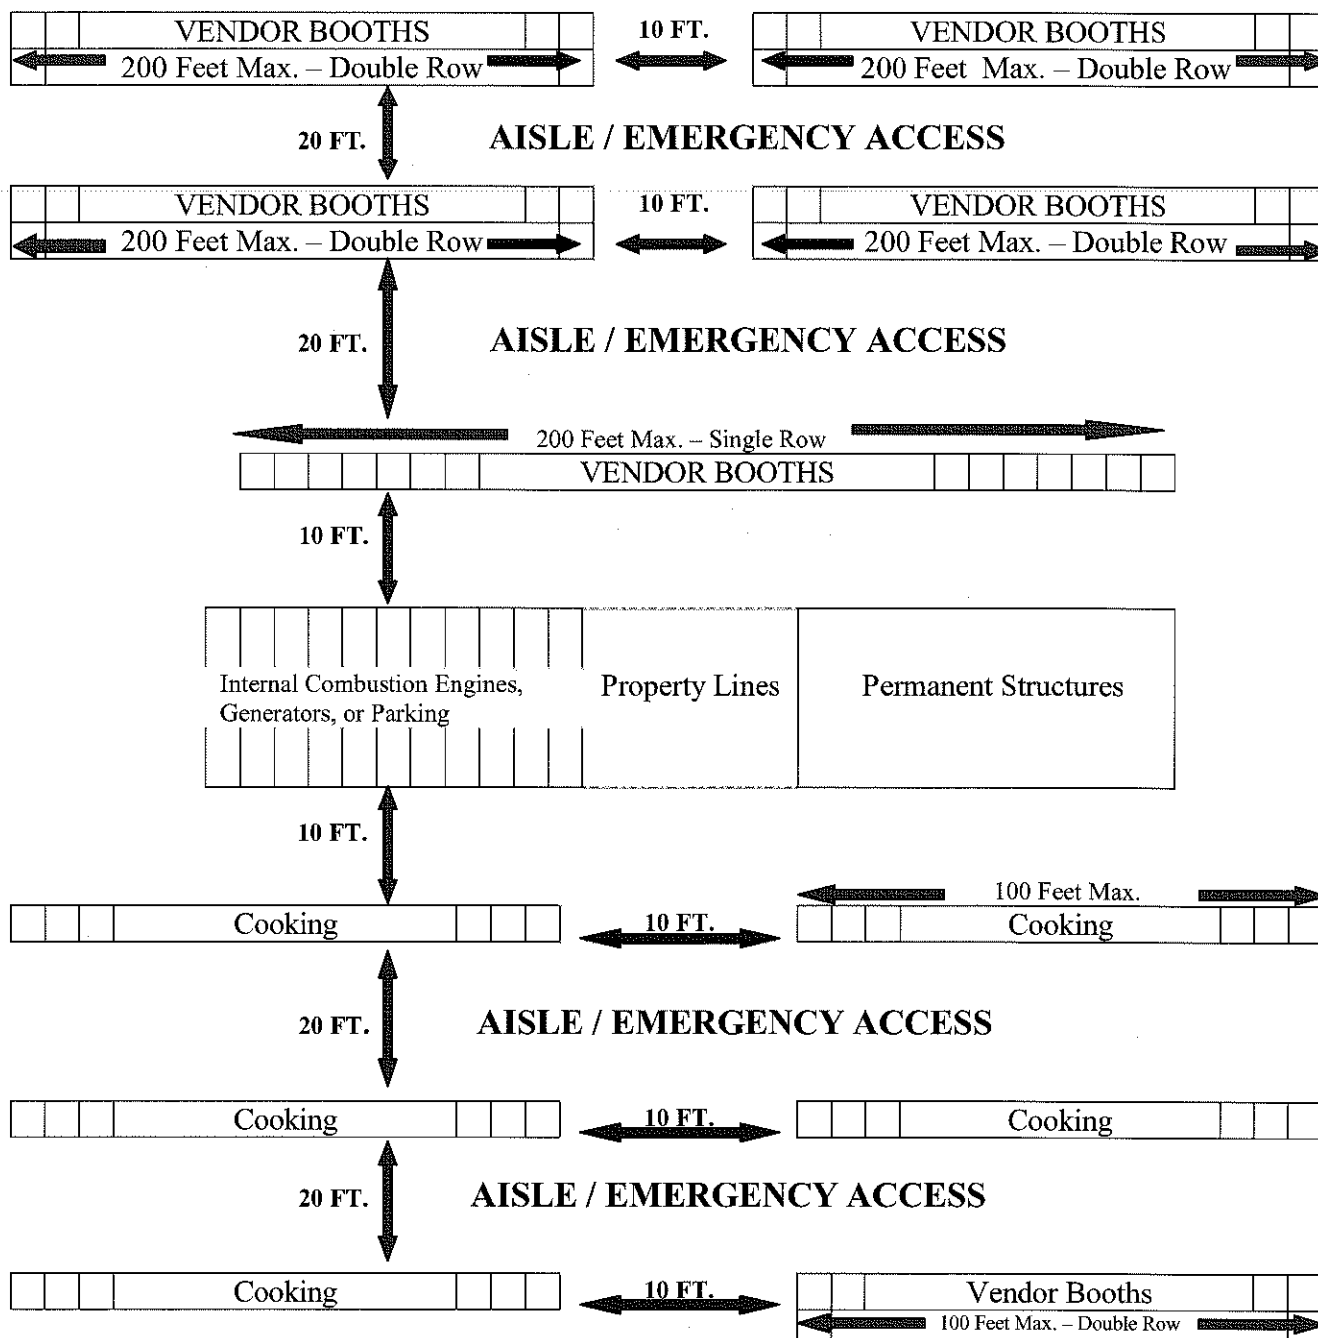 VENDOR BOOTHS
200 Feet Max. – Double Row
10 FT.
VENDOR BOOTHS
200 Feet Max. – Double Row
20 FT.
AISLE / EMERGENCY ACCESS
VENDOR BOOTHS
200 Feet Max. – Double Row
10 FT.
VENDOR BOOTHS
200 Feet Max. – Double Row
20 FT.
AISLE / EMERGENCY ACCESS
200 Feet Max. – Single Row
VENDOR BOOTHS
10 FT.
Internal Combustion Engines,
Generators, or Parking
Property Lines
Permanent Structures
10 FT.
100 Feet Max.
Cooking
10 FT.
Cooking
20 FT.
AISLE / EMERGENCY ACCESS
Cooking
10 FT.
Cooking
20 FT.
AISLE / EMERGENCY ACCESS
Cooking
10 FT.
Vendor Booths
100 Feet Max. – Double Row